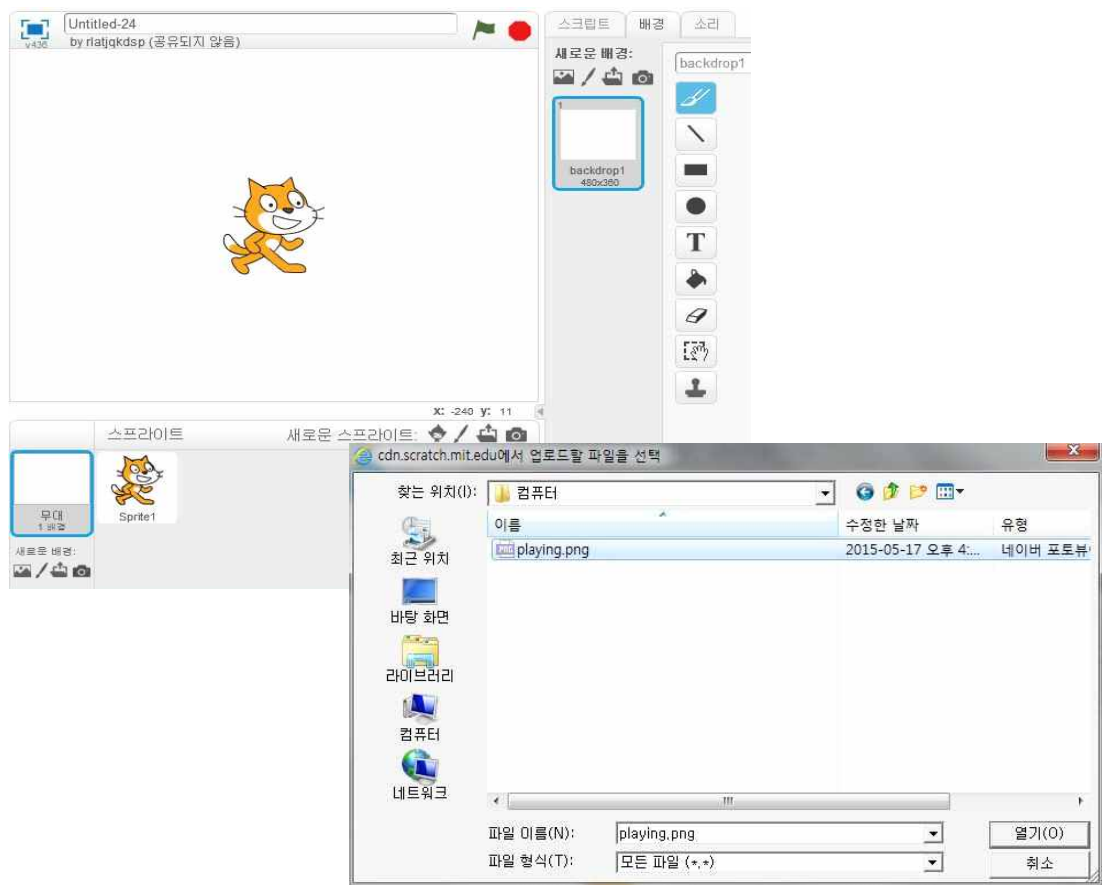 Untitled-24
v436
by rlatjqkdsp (공유되지 않음)
스크립트
배경
소리
새로운 배경:
backdrop1
1
backdrop1
480x360
T
X: -240 y: 11
스프라이트
새로운 스프라이트:
무대
1 배경
Sprite1
새로운 배경:
cdn.scratch.mit.edu에서 업로드할 파일을 선택
찾는 위치(I):
컴퓨터
이름
수정한 날짜
유형
playing.png
2015-05-17 오후 4:...
네이버 포토뷰
최근 위치
바탕 화면
라이브러리
컴퓨터
네트워크
파일 이름(N):
playing.png
열기(O)
파일 형식(T):
모든 파일 (*.*)
취소